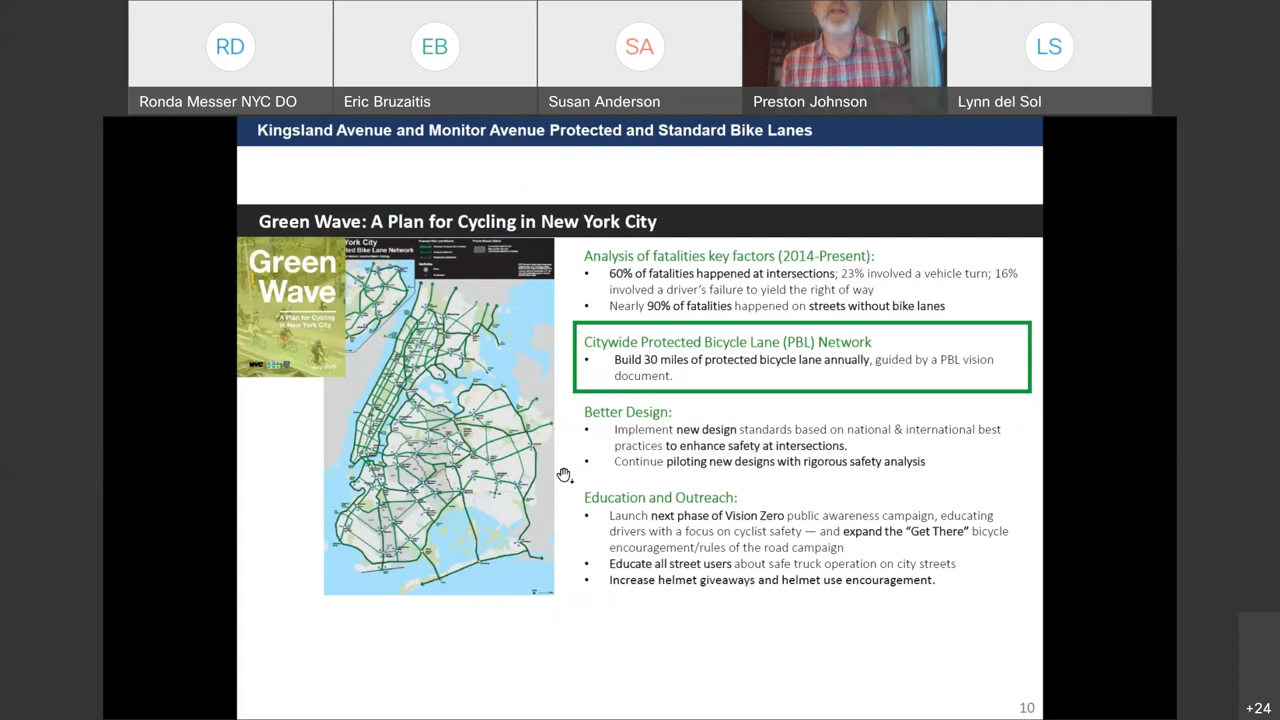 RD
EB
SA
LS
Ronda Messer NYC DO
Eric Bruzaitis
Susan Anderson
Preston Johnson
Lynn del Sol
Kingsland Avenue and Monitor Avenue Protected and Standard Bike Lanes
Green Wave: A Plan for Cycling in New York City
Green
Wave
A Plan for Cycling
in New York City
NYC
York City
ted Bike Lane Network
Analysis of fatalities key factors (2014-Present):
• 60% of fatalities happened at intersections; 23% involved a vehicle turn; 16%
involved a driver's failure to yield the right of way
• Nearly 90% of fatalities happened on streets without bike lanes
Citywide Protected Bicycle Lane (PBL) Network
• Build 30 miles of protected bicycle lane annually, guided by a PBL vision
document.
Better Design:
• Implement new design standards based on national & international best
practices to enhance safety at intersections.
• Continue piloting new designs with rigorous safety analysis
Education and Outreach:
• Launch next phase of Vision Zero public awareness campaign, educating
drivers with a focus on cyclist safety — and expand the “Get There” bicycle
encouragement/rules of the road campaign
• Educate all street users about safe truck operation on city streets
• Increase helmet giveaways and helmet use encouragement.
10
+24